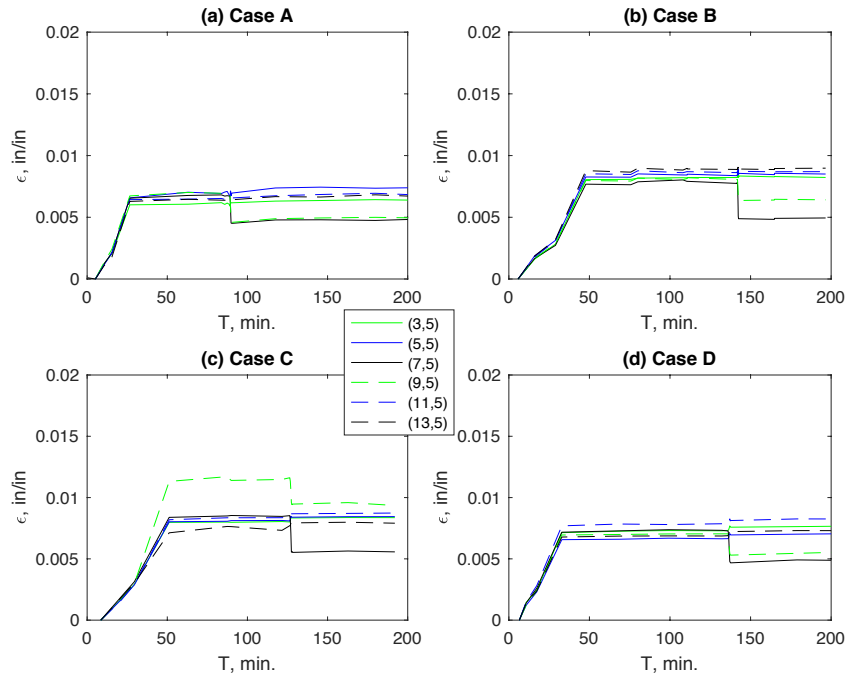 (a) Case A
(b) Case B
0.02
0.015
0.01
0.005
0
ϵ, in/in
0 50 100 150 200
T, min.
0.02
0.015
0.01
0.005
0
ϵ, in/in
0 50 100 150 200
T, min.
(3,5)
(5,5)
(7,5)
(9,5)
(11,5)
(13,5)
(c) Case C
(d) Case D
0.02
0.015
0.01
0.005
0
ϵ, in/in
0 50 100 150 200
T, min.
0.02
0.015
0.01
0.005
0
ϵ, in/in
0 50 100 150 200
T, min.